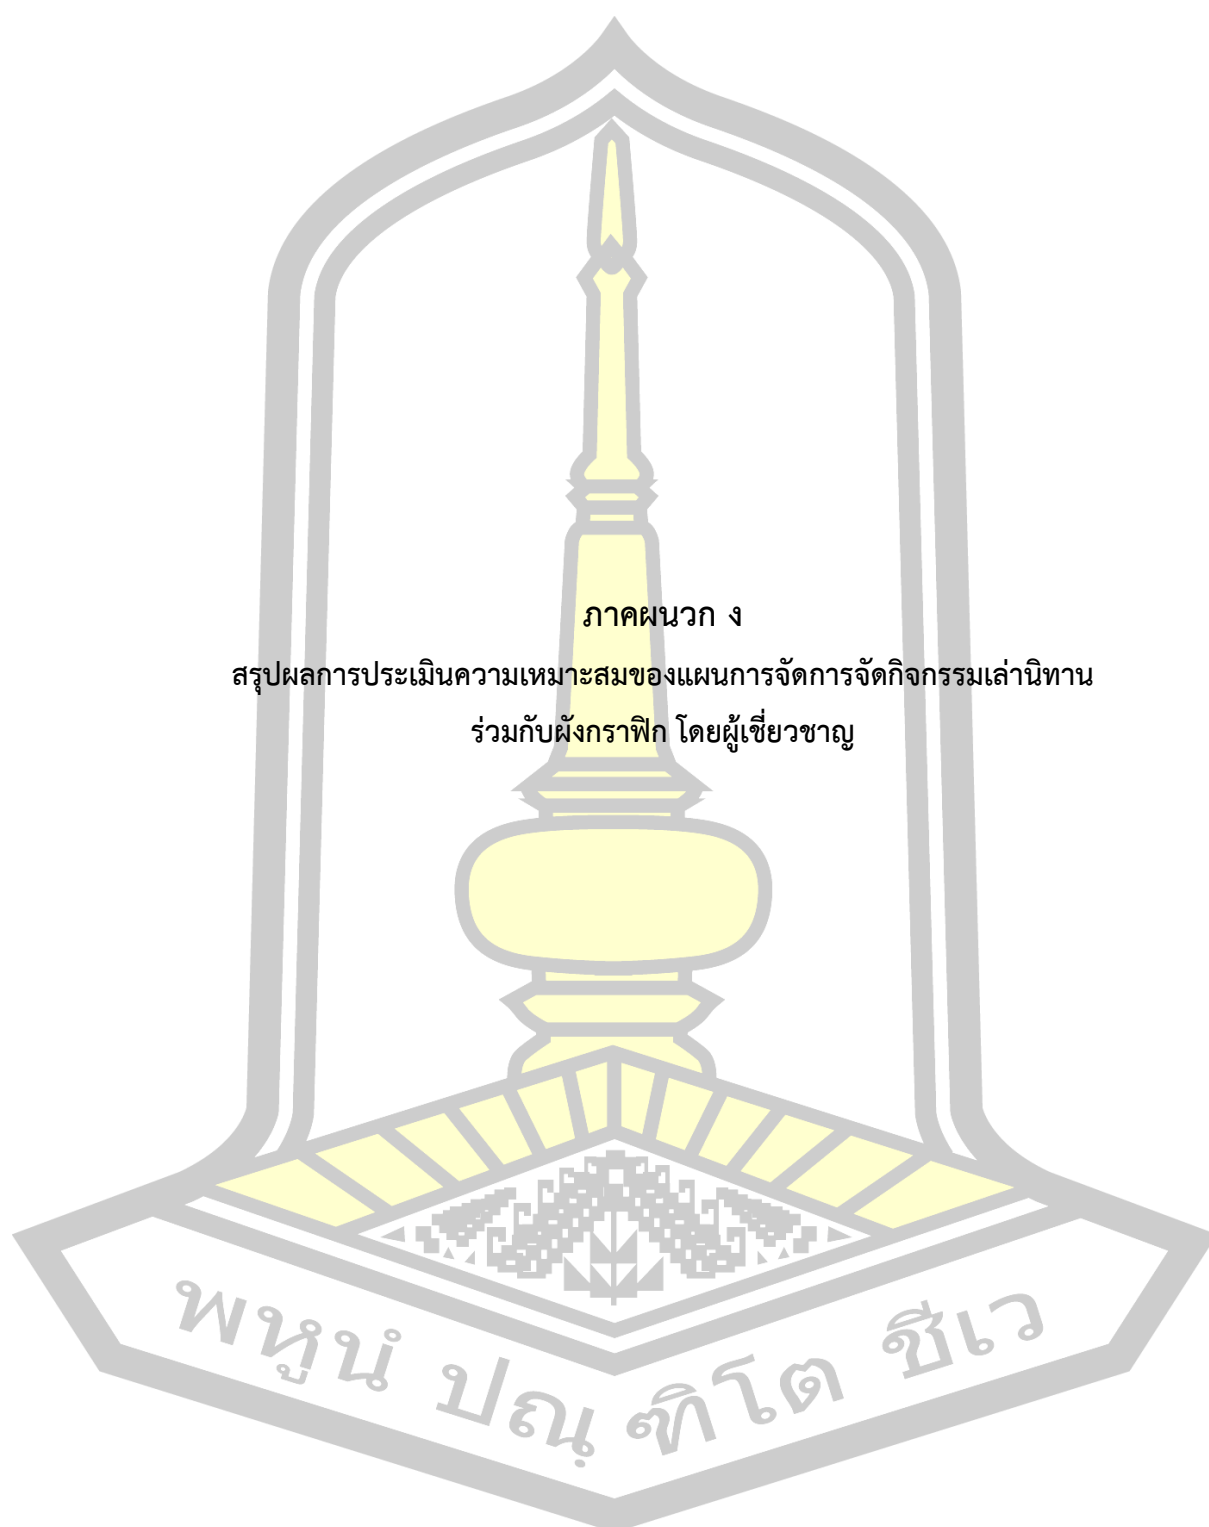 ภาคผนวก ง
สรุปผลการประเมินความเหมาะสมของแผนการจัดการจัดกิจกรรมเล่านิทาน
ร่วมกับผังกราฟิก โดยผู้เชี่ยวชาญ
พหูนํ ปณฺฑิโต ชีเว